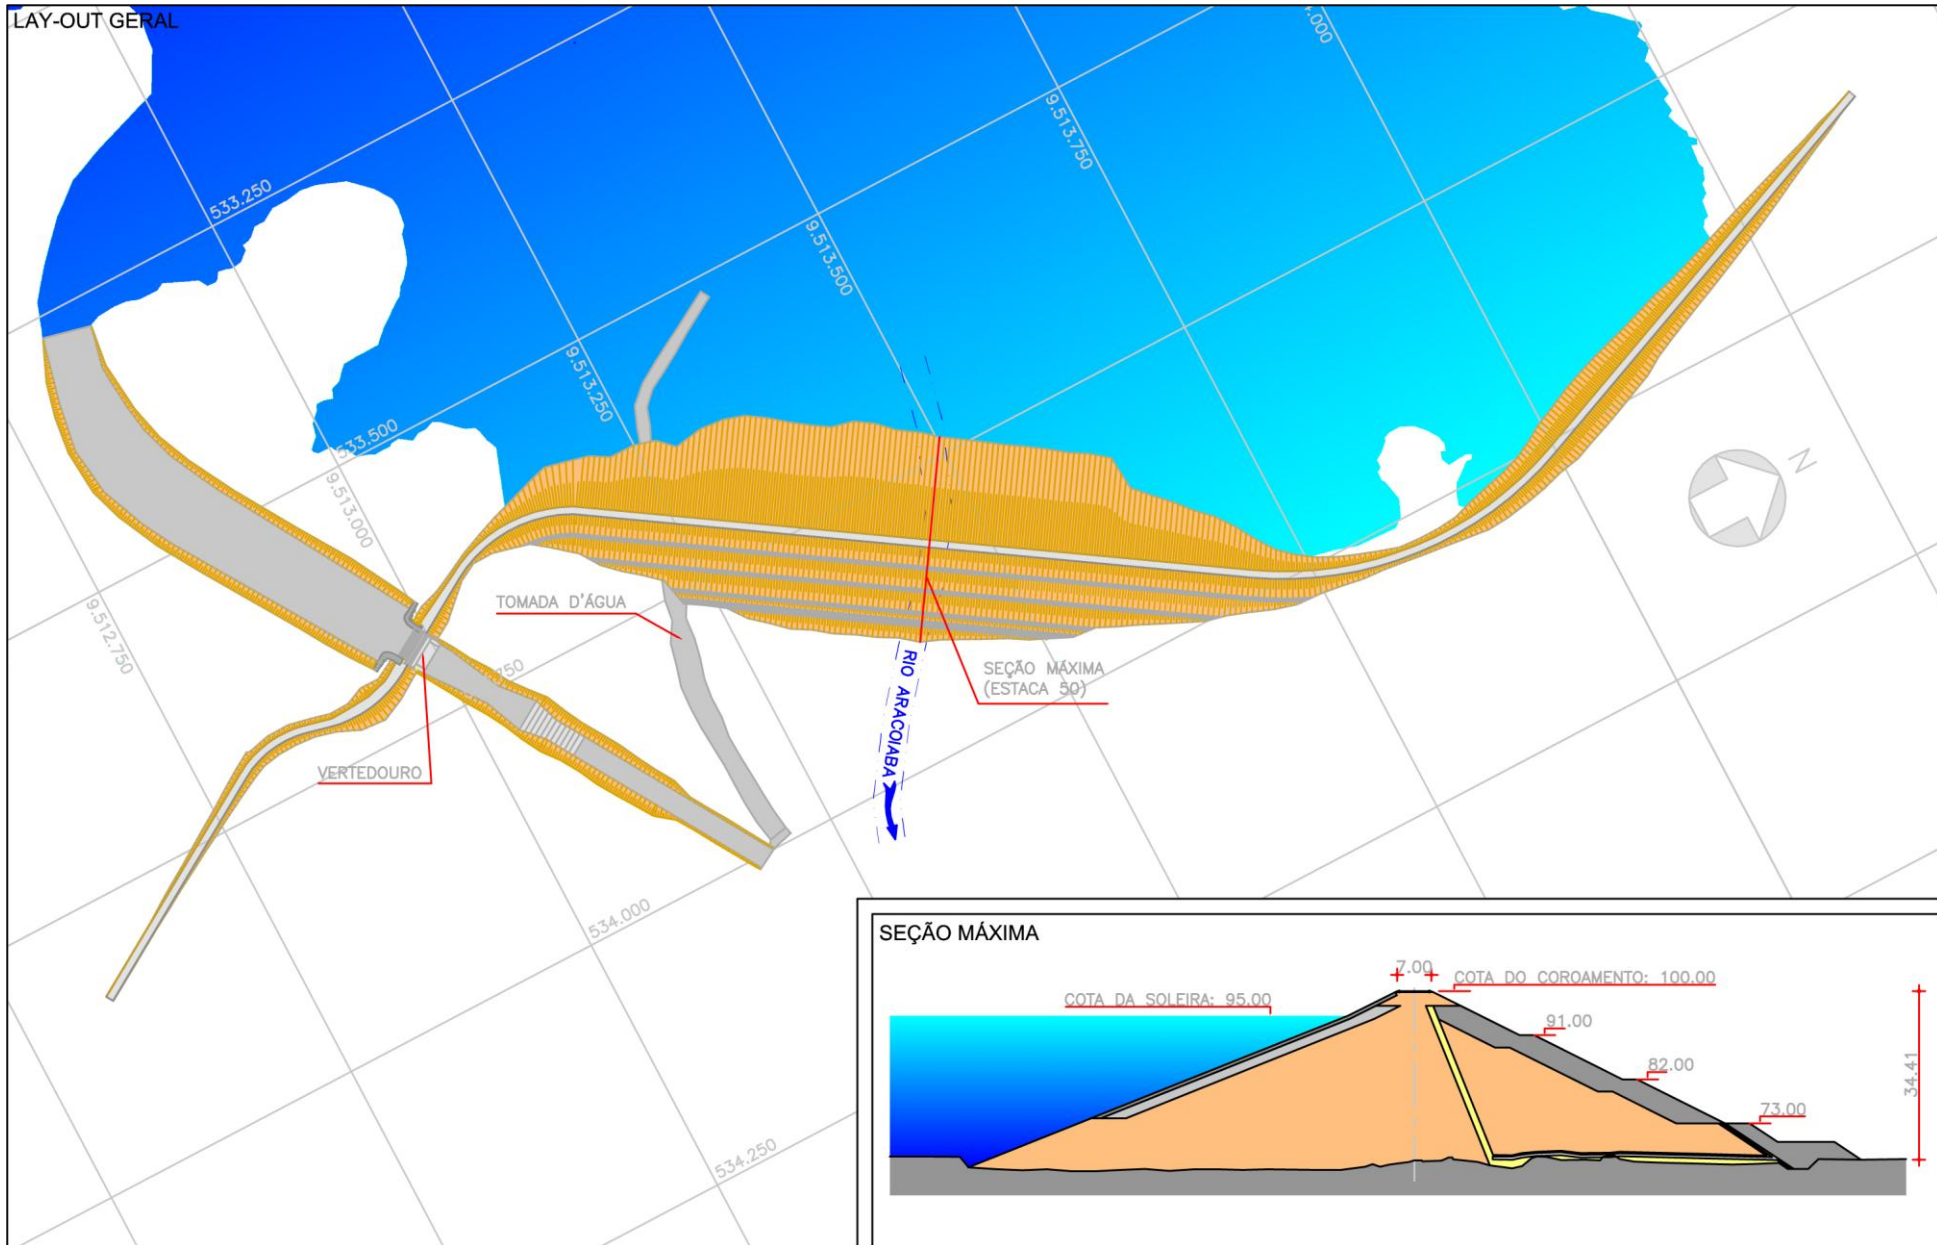 LAY-OUT GERAL
4.000
9.513.750
533.250
9.513.500
9.513.250
533.500
9.513.000
N
9.512.750
TOMADA D'ÁGUA
RIO ARACOIABA
SEÇÃO MÁXIMA
(ESTACA 50)
750
VERTEDOURO
534.000
534.250
SEÇÃO MÁXIMA
7.00
COTA DO COROAMENTO: 100.00
COTA DA SOLEIRA: 95.00
91.00
82.00
73.00
34.41